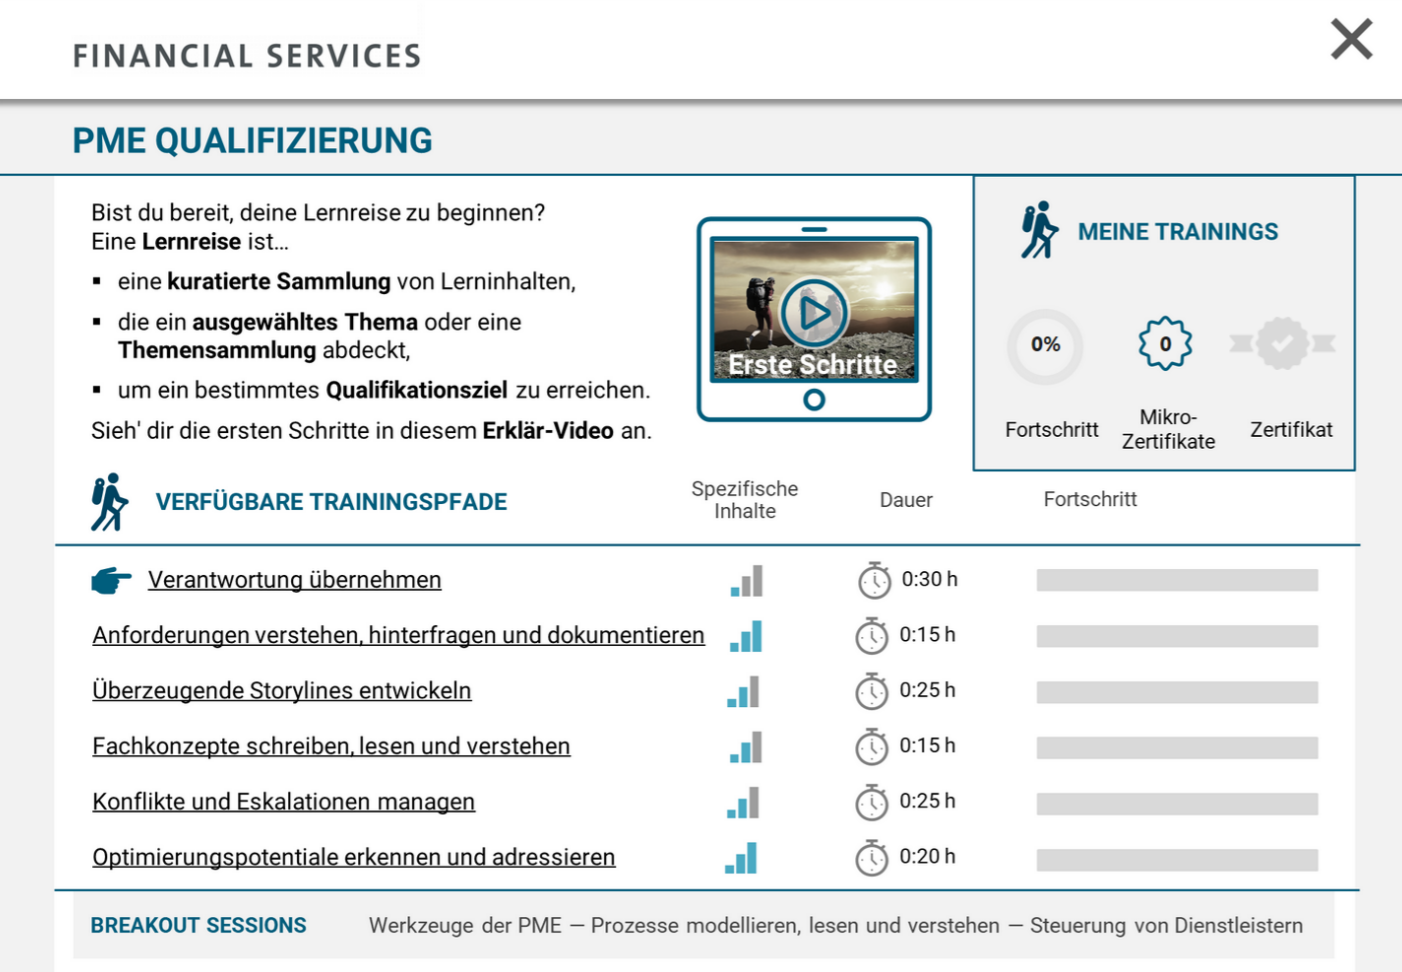 FINANCIAL SERVICES
PME QUALIFIZIERUNG
Bist du bereit, deine Lernreise zu beginnen?
Eine Lernreise ist...
▪ eine kuratierte Sammlung von Lerninhalten,
▪ die ein ausgewähltes Thema oder eine
Themensammlung abdeckt,
▪ um ein bestimmtes Qualifikationsziel zu erreichen.
Sieh' dir die ersten Schritte in diesem Erklär-Video an.
Erste Schritte
MEINE TRAININGS
0%
0
Fortschritt
Mikro-
Zertifikate
Zertifikat
VERFÜGBARE TRAININGSPFADE
Spezifische
Inhalte
Dauer
Fortschritt
Verantwortung übernehmen 0:30 h
Anforderungen verstehen, hinterfragen und dokumentieren 0:15 h
Überzeugende Storylines entwickeln 0:25 h
Fachkonzepte schreiben, lesen und verstehen 0:15 h
Konflikte und Eskalationen managen 0:25 h
Optimierungspotentiale erkennen und adressieren 0:20 h
BREAKOUT SESSIONS Werkzeuge der PME — Prozesse modellieren, lesen und verstehen — Steuerung von Dienstleistern